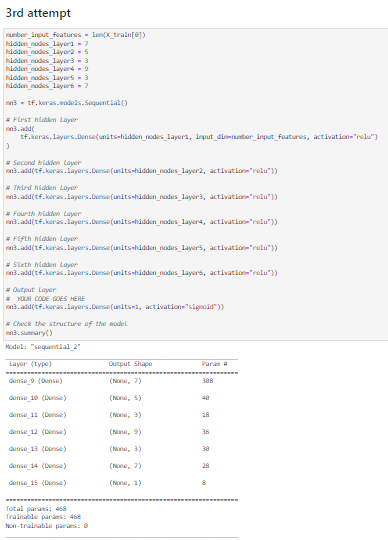 3rd attempt
number_input_features = len(X_train[0])
hidden_nodes_layer1 = 7
hidden_nodes_layer2 = 5
hidden_nodes_layer3 = 3
hidden_nodes_layer4 = 9
hidden_nodes_layer5 = 3
hidden_nodes_layer6 = 7
nn3 = tf.keras.models.Sequential()
# First hidden layer
nn3.add(
tf.keras.layers.Dense(units=hidden_nodes_layer1, input_dim=number_input_features, activation="relu")
)
# Second hidden layer
nn3.add(tf.keras.layers.Dense(units=hidden_nodes_layer2, activation="relu"))
# Third hidden layer
nn3.add(tf.keras.layers.Dense(units=hidden_nodes_layer3, activation="relu"))
# Fourth hidden layer
nn3.add(tf.keras.layers.Dense(units=hidden_nodes_layer4, activation="relu"))
# Fifth hidden Layer
nn3.add(tf.keras.layers.Dense(units=hidden_nodes_layer5, activation="relu"))
# Sixth hidden Layer
nn3.add(tf.keras.layers.Dense(units=hidden_nodes_layer6, activation="relu"))
# Output layer
# YOUR CODE GOES HERE
nn3.add(tf.keras.layers.Dense(units=1, activation="sigmoid"))
# Check the structure of the model
nn3.summary()
Model: "sequential_2"
Layer (type) Output Shape Param #
dense_9 (Dense) (None, 7) 308
dense_10 (Dense) (None, 5) 40
dense_11 (Dense) (None, 3) 18
dense_12 (Dense) (None, 9) 36
dense_13 (Dense) (None, 3) 30
dense_14 (Dense) (None, 7) 28
dense_15 (Dense) (None, 1) 8
Total params: 468
Trainable params: 468
Non-trainable params: 0